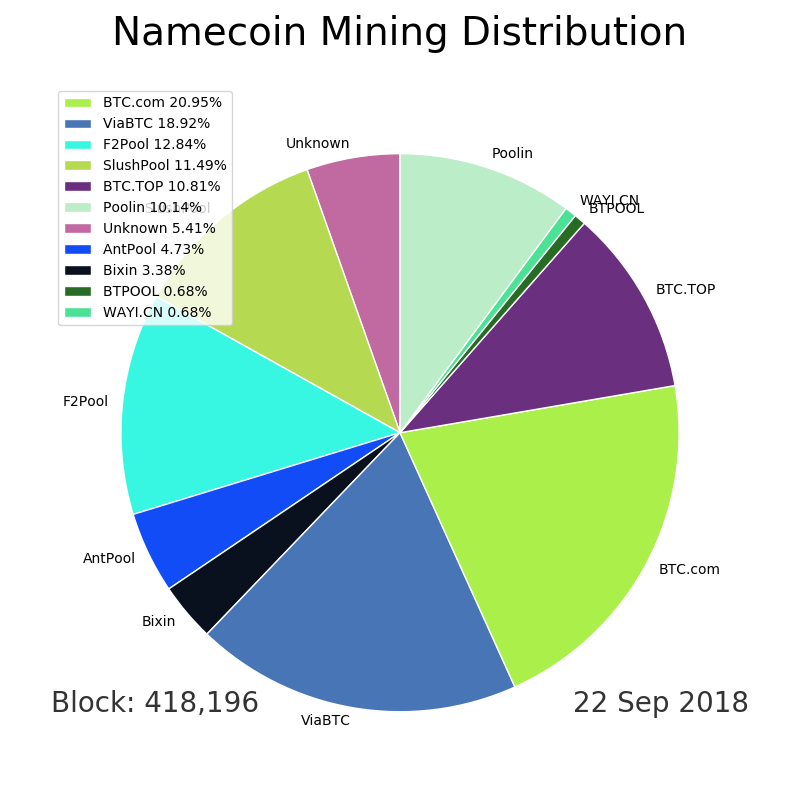 Namecoin Mining Distribution
BTC.com 20.95%
ViaBTC 18.92%
F2Pool 12.84%
SlushPool 11.49%
BTC.TOP 10.81%
Poolin 10.14%
Unknown 5.41%
AntPool 4.73%
Bixin 3.38%
BTPOOL 0.68%
WAYI.CN 0.68%
Unknown
Poolin
WAYI.CN
BTPOOL
SlushPool
BTC.TOP
F2Pool
AntPool
BTC.com
Bixin
ViaBTC
Block: 418,196
22 Sep 2018